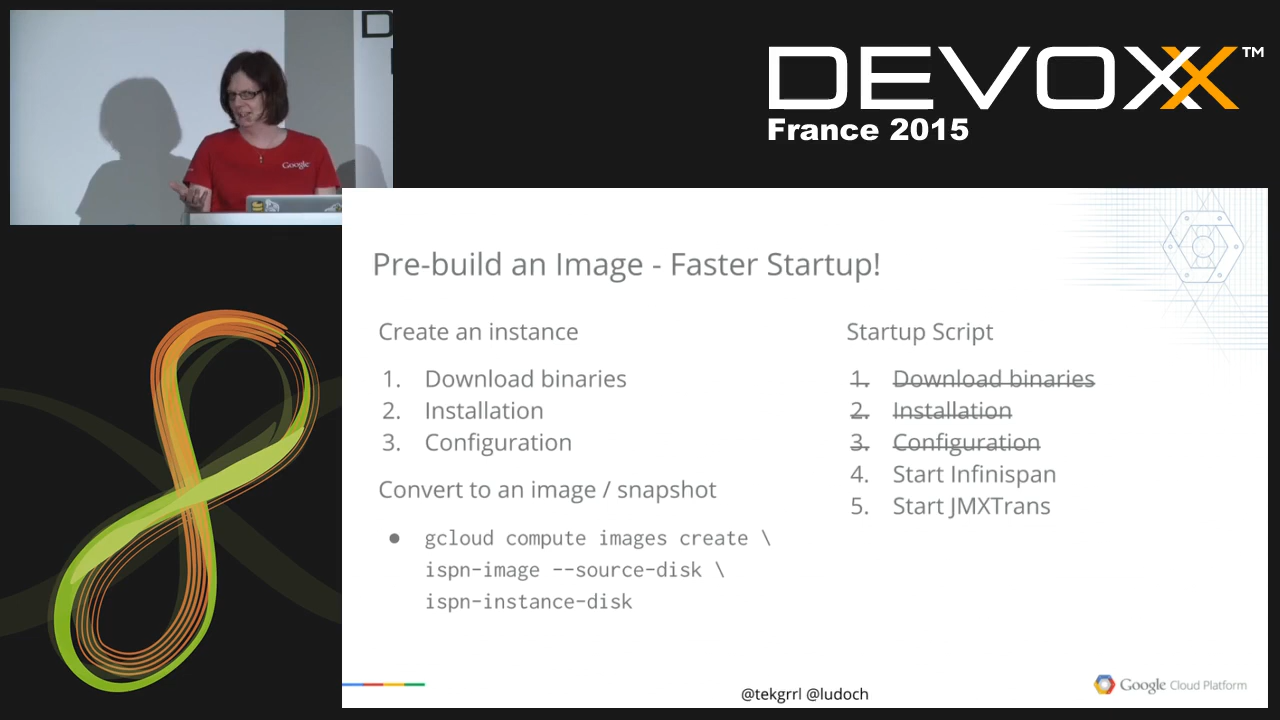 DEVOXX™
France 2015
Google
Pre-build an Image - Faster Startup!
Create an instance
1. Download binaries
2. Installation
3. Configuration
Convert to an image / snapshot
● gcloud compute images create \
ispn-image --source-disk \
ispn-instance-disk
Startup Script
1. Download binaries
2. Installation
3. Configuration
4. Start Infinispan
5. Start JMXTrans
@tekgrrl @ludoch
Google Cloud Platform